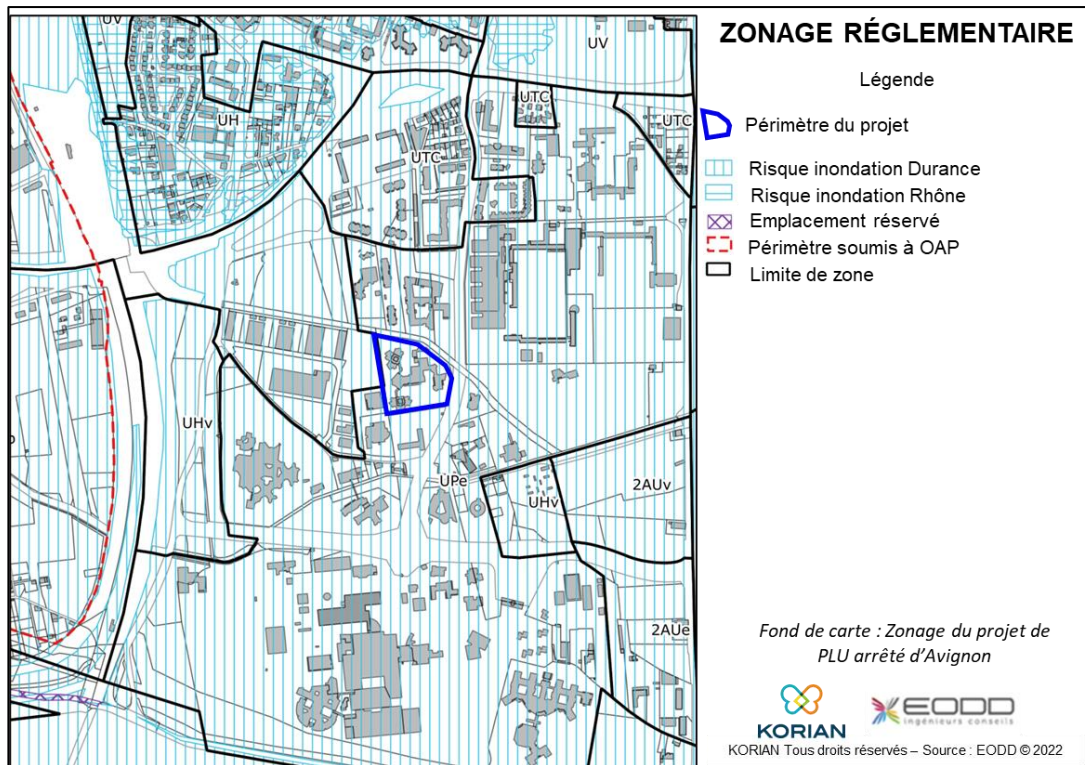 ZONAGE RÉGLEMENTAIRE
Légende
Périmètre du projet
Risque inondation Durance
Risque inondation Rhône
Emplacement réservé
Périmètre soumis à OAP
Limite de zone
UV
UV
UTC
UH
UTC
UTC
UHv
UPe
UHv
2AUv
2AUe
Fond de carte : Zonage du projet de
PLU arrêté d'Avignon
KORIAN
EODD
ingénieurs conseils
KORIAN Tous droits réservés – Source : EODD © 2022